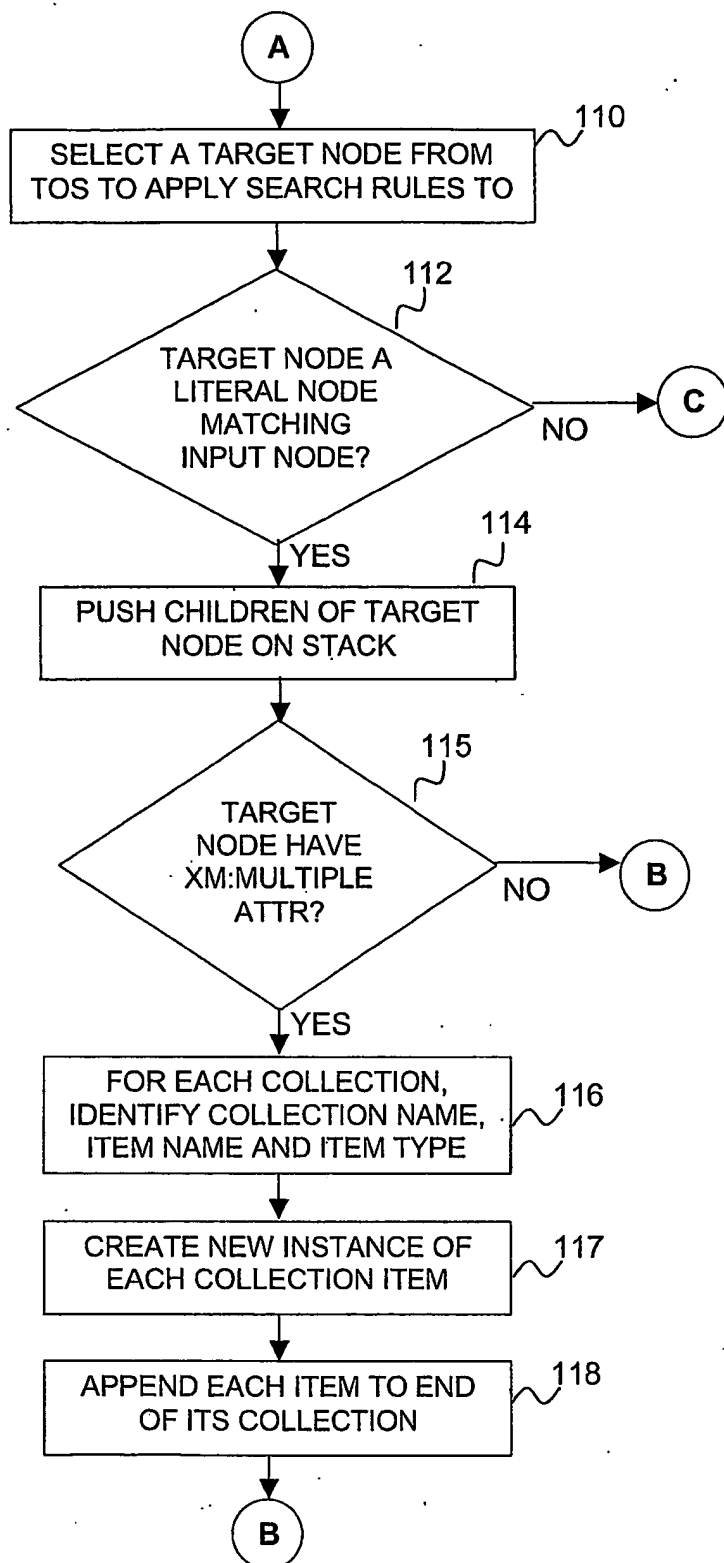 A
110
SELECT A TARGET NODE FROM
TOS TO APPLY SEARCH RULES TO
112
TARGET NODE A
LITERAL NODE
MATCHING
INPUT NODE?
NO
C
YES
114
PUSH CHILDREN OF TARGET
NODE ON STACK
115
TARGET
NODE HAVE
XM:MULTIPLE
ATTR?
NO
B
YES
FOR EACH COLLECTION,
IDENTIFY COLLECTION NAME,
ITEM NAME AND ITEM TYPE
116
CREATE NEW INSTANCE OF
EACH COLLECTION ITEM
117
APPEND EACH ITEM TO END
OF ITS COLLECTION
118
B